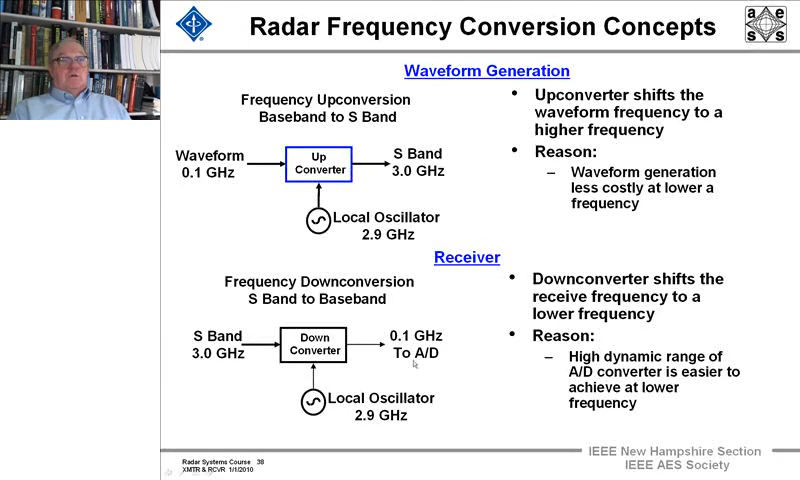 Radar Frequency Conversion Concepts
a e
s s
Waveform Generation
Frequency Upconversion
Baseband to S Band
Waveform
0.1 GHz
Up
Converter
S Band
3.0 GHz
Local Oscillator
2.9 GHz
• Upconverter shifts the
waveform frequency to a
higher frequency
• Reason:
– Waveform generation
less costly at lower a
frequency
Receiver
Frequency Downconversion
S Band to Baseband
S Band
3.0 GHz
Down
Converter
0.1 GHz
To A/D
Local Oscillator
2.9 GHz
• Downconverter shifts the
receive frequency to a
lower frequency
• Reason:
– High dynamic range of
A/D converter is easier to
achieve at lower
frequency
Radar Systems Course 38
XMTR & RCVR 1/1/2010
IEEE New Hampshire Section
IEEE AES Society